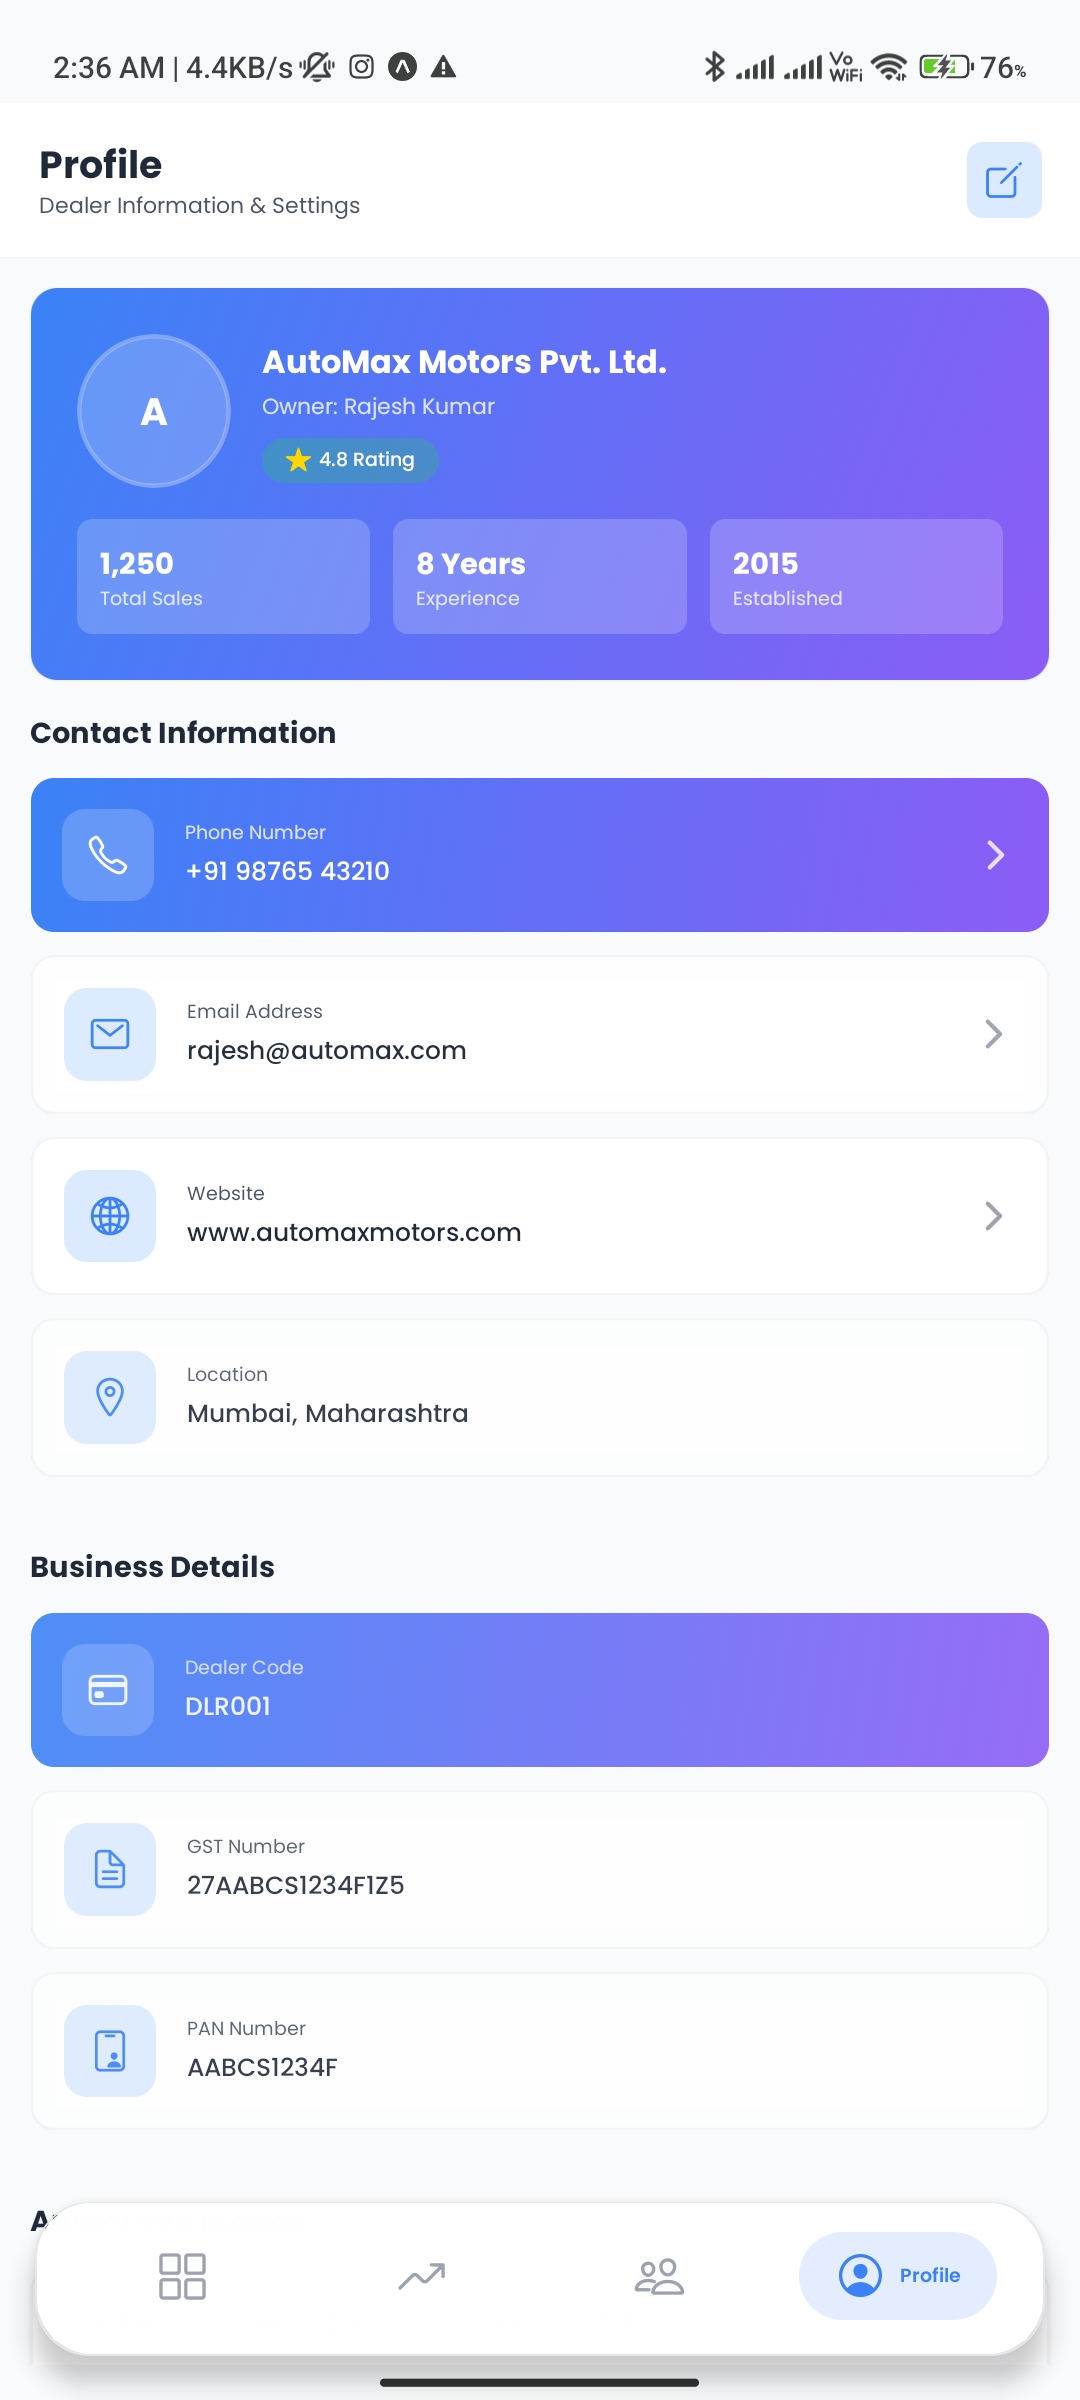 2:36 AM | 4.4KB/s
Vo
WiFi
76%
Profile
Dealer Information & Settings
A
AutoMax Motors Pvt. Ltd.
Owner: Rajesh Kumar
4.8 Rating
1,250
Total Sales
8 Years
Experience
2015
Established
Contact Information
Phone Number
+91 98765 43210
Email Address
rajesh@automax.com
Website
www.automaxmotors.com
Location
Mumbai, Maharashtra
Business Details
Dealer Code
DLR001
GST Number
27AABCS1234F1Z5
PAN Number
AABCS1234F
Profile